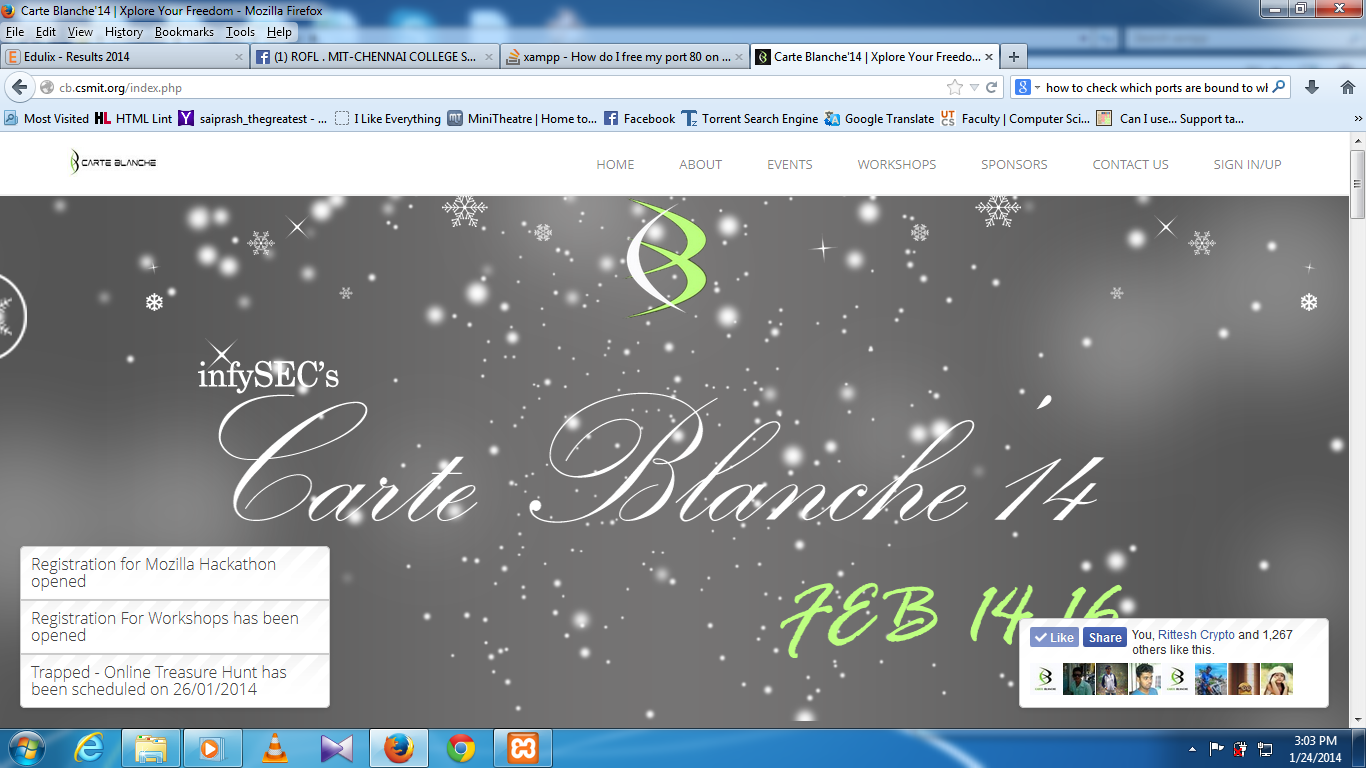 Carte Blanche'14 | Xplore Your Freedom - Mozilla Firefox
File Edit View History Bookmarks Tools Help
Edulix - Results 2014
(1) ROFL . MIT-CHENNAI COLLEGE S...
xampp - How do I free my port 80 on ...
Carte Blanche'14 | Xplore Your Freedo...
cb.csmit.org/index.php
how to check which ports are bound to wh
Most Visited
HTML Lint
saiprash_thegreatest - ...
I Like Everything
MiniTheatre | Home to...
Facebook
Torrent Search Engine
Google Translate
Faculty | Computer Sci...
Can I use... Support ta...
CARTE BLANCHE
HOME ABOUT EVENTS WORKSHOPS SPONSORS CONTACT US SIGN IN/UP
infySEC's
Carte Blanche '14
FEB 14-16
Registration for Mozilla Hackathon
opened
Registration For Workshops has been
opened
Trapped - Online Treasure Hunt has
been scheduled on 26/01/2014
Like Share You, Rittesh Crypto and 1,267
others like this.
3:03 PM
1/24/2014